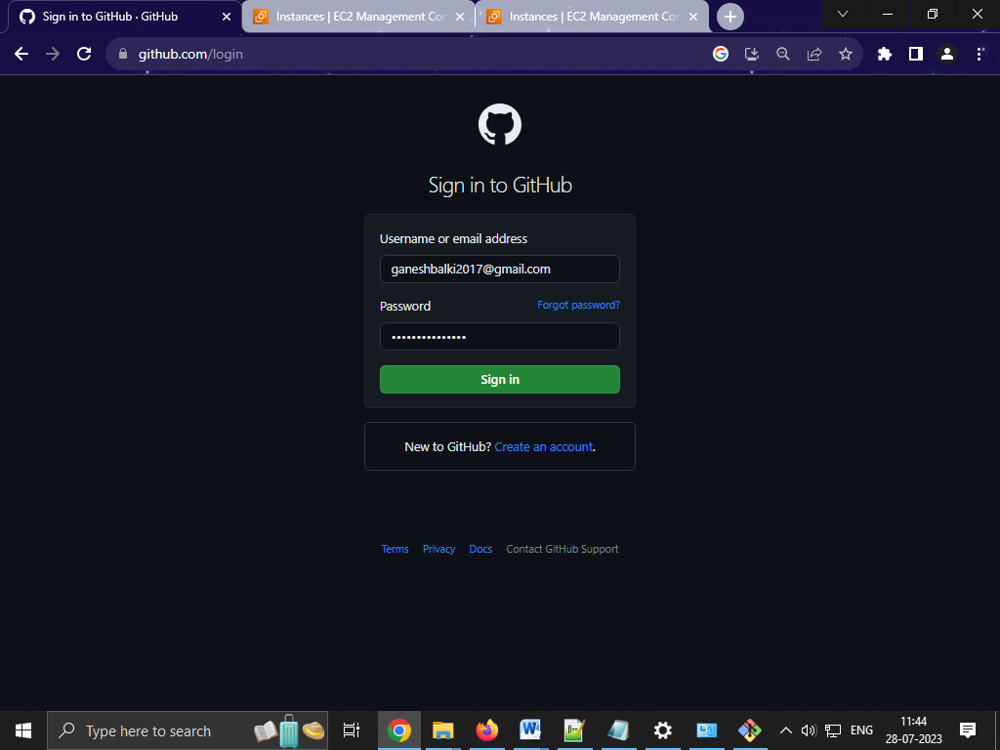 Sign in to GitHub · GitHub
Instances | EC2 Management Cor
Instances | EC2 Management Cor
github.com/login
Sign in to GitHub
Username or email address
ganeshbalki2017@gmail.com
Password Forgot password?
•••••••••••••••
Sign in
New to GitHub? Create an account.
Terms Privacy Docs Contact GitHub Support
Type here to search
ENG
11:44
28-07-2023